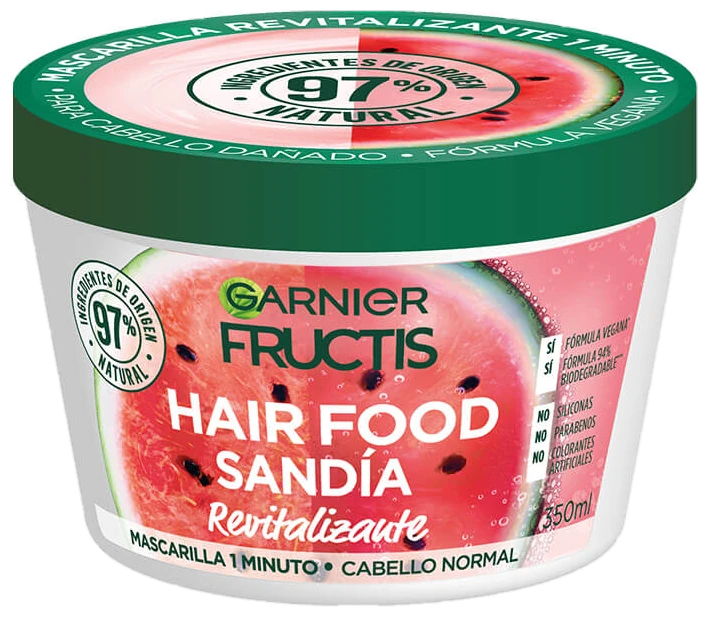 MASCARILLA REVITALIZANTE 1 MINUTO
INGREDIENTES DE ORIGEN
97%
• NATURAL •
• PARA CABELLO DAÑADO • FÓRMULA VEGANA •
INGREDIENTES DE ORIGEN
97%
• NATURAL •
GARNIER
FRUCTIS
HAIR FOOD
SANDÍA
Revitalizante
MASCARILLA 1 MINUTO • CABELLO NORMAL
SÍ FÓRMULA VEGANA*
SÍ FÓRMULA 94%
BIODEGRADABLE**
NO SILICONAS
NO PARABENOS
NO COLORANTES
ARTIFICIALES
350ml